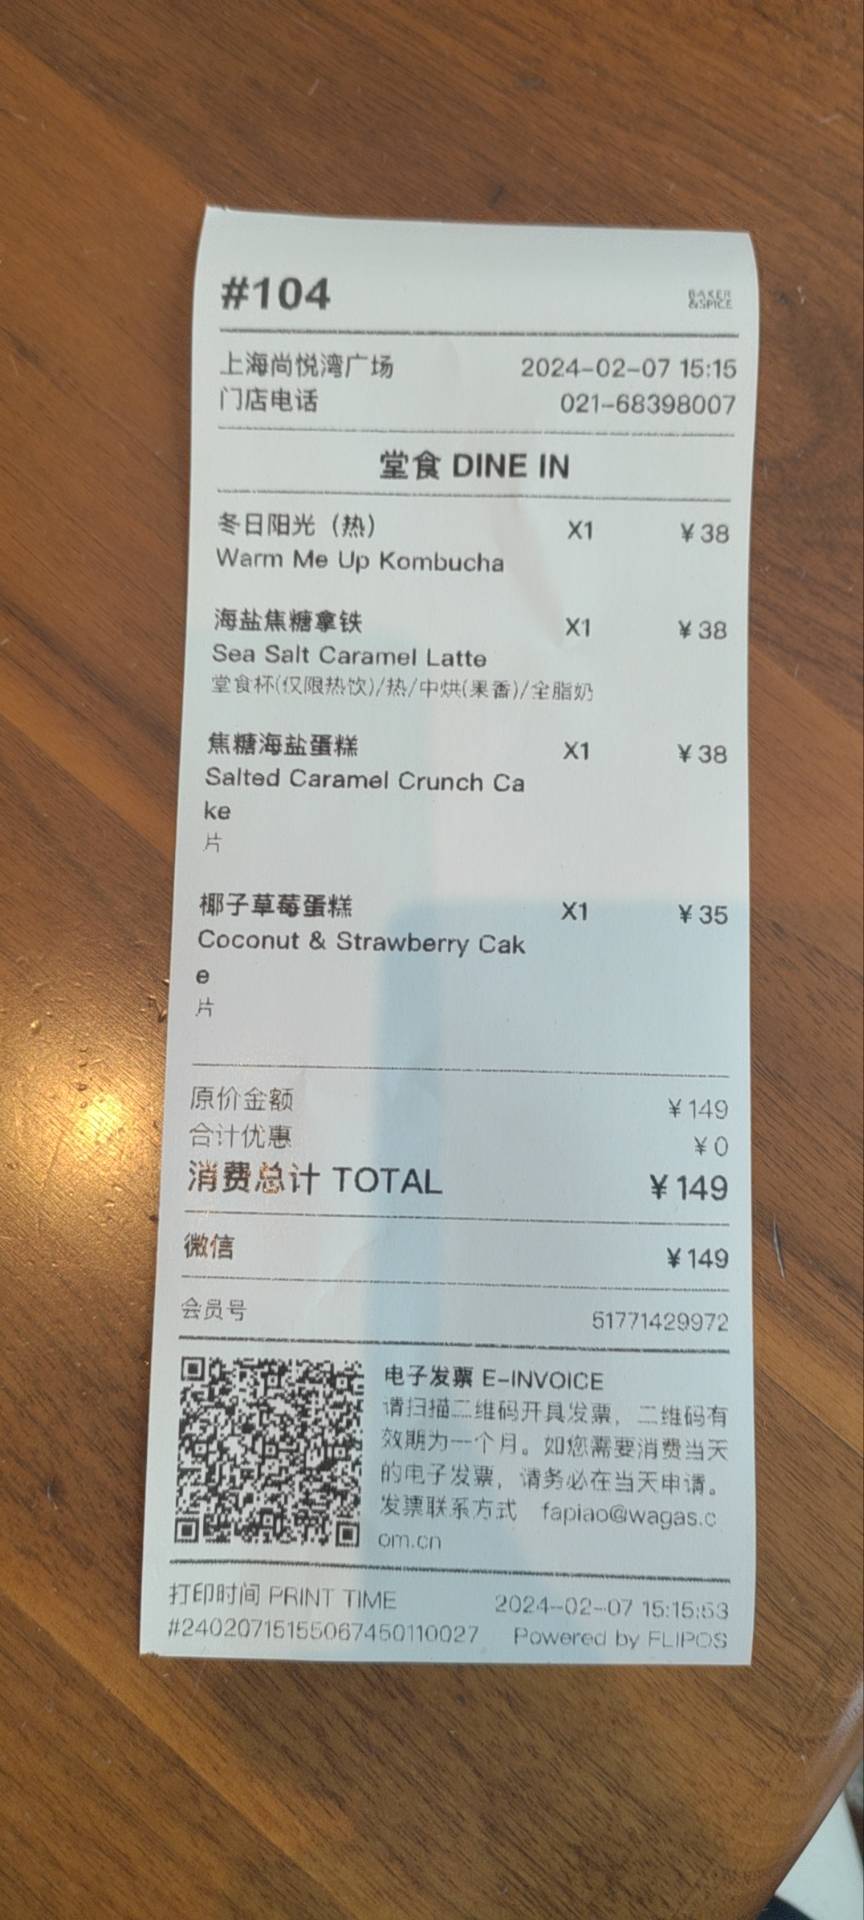 #104 BAKER &SPICE
上海尚悦湾广场 2024-02-07 15:15
门店电话 021-68398007
堂食 DINE IN
冬日阳光（热） X1 ¥38
Warm Me Up Kombucha
海盐焦糖拿铁 X1 ¥38
Sea Salt Caramel Latte
堂食杯(仅限热饮)/热/中烘(果香)/全脂奶
焦糖海盐蛋糕 X1 ¥38
Salted Caramel Crunch Ca
ke
片
椰子草莓蛋糕 X1 ¥35
Coconut & Strawberry Cak
e
片
原价金额 ¥149
合计优惠 ¥0
消费总计 TOTAL ¥149
微信 ¥149
会员号 51771429972
电子发票 E-INVOICE
请扫描二维码开具发票，二维码有
效期为一个月。如您需要消费当天
的电子发票，请务必在当天申请。
发票联系方式 fapiao@wagas.c
om.cn
打印时间 PRINT TIME 2024-02-07 15:15:53
#240207151550674501​10027 Powered by FLIPOS